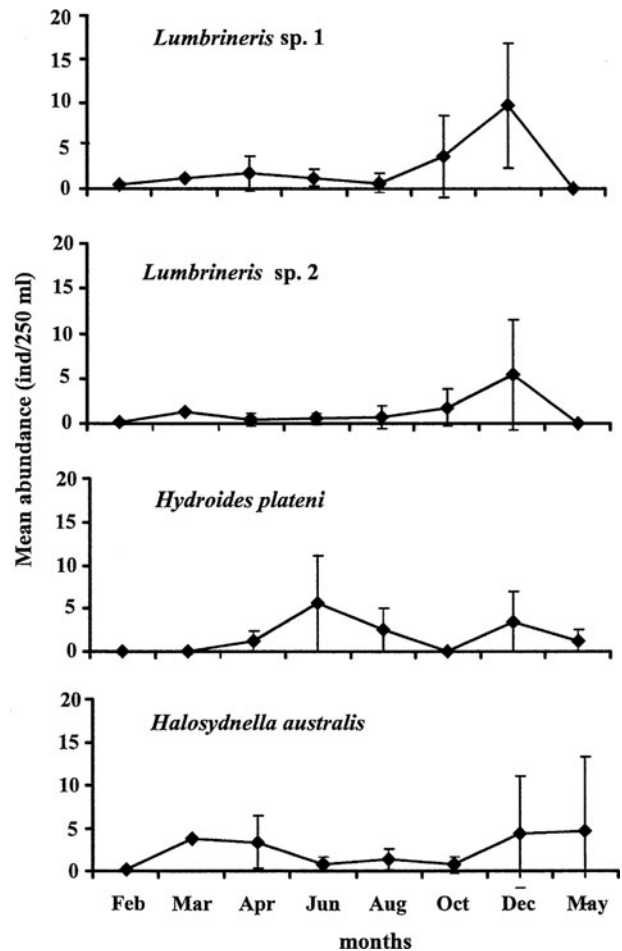 Mean abundance (ind/250 ml)
20
15
10
5
0
Lumbrineris sp. 1
20
15
10
5
0
Lumbrineris sp. 2
20
15
10
5
0
Hydroides plateni
20
15
10
5
0
Halosydnella australis
Feb Mar Apr Jun Aug Oct Dec May
months